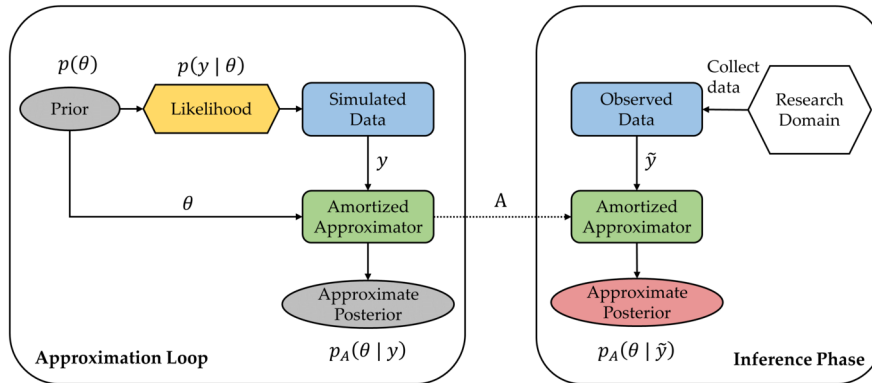 p(θ)
p(y | θ)
Prior
Likelihood
Simulated
Data
y
θ
Amortized
Approximator
Approximate
Posterior
p_A(θ | y)
Approximation Loop
A
Collect
data
Observed
Data
Research
Domain
ỹ
Amortized
Approximator
Approximate
Posterior
p_A(θ | ỹ)
Inference Phase